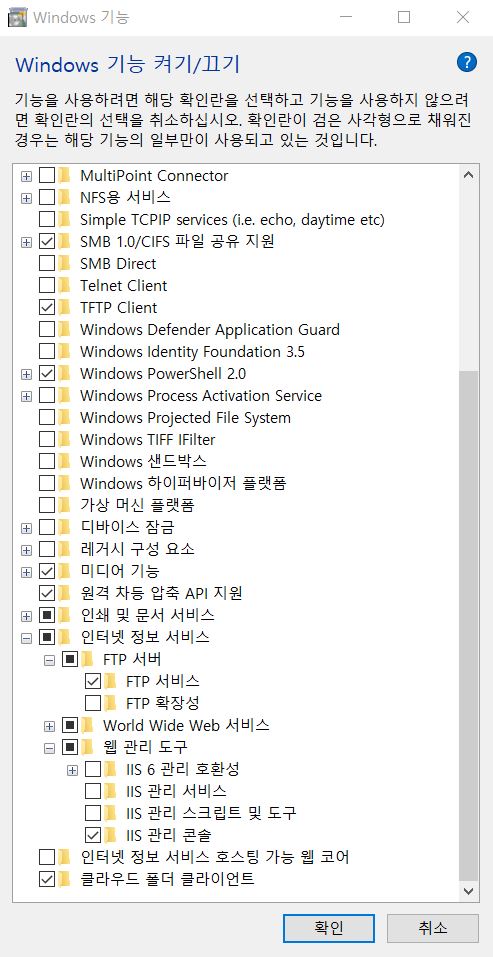 Windows 기능
Windows 기능 켜기/끄기
기능을 사용하려면 해당 확인란을 선택하고 기능을 사용하지 않으려
면 확인란의 선택을 취소하십시오. 확인란이 검은 사각형으로 채워진
경우는 해당 기능의 일부만이 사용되고 있는 것입니다.
MultiPoint Connector
NFS용 서비스
Simple TCPIP services (i.e. echo, daytime etc)
SMB 1.0/CIFS 파일 공유 지원
SMB Direct
Telnet Client
TFTP Client
Windows Defender Application Guard
Windows Identity Foundation 3.5
Windows PowerShell 2.0
Windows Process Activation Service
Windows Projected File System
Windows TIFF IFilter
Windows 샌드박스
Windows 하이퍼바이저 플랫폼
가상 머신 플랫폼
디바이스 잠금
레거시 구성 요소
미디어 기능
원격 차등 압축 API 지원
인쇄 및 문서 서비스
인터넷 정보 서비스
FTP 서버
FTP 서비스
FTP 확장성
World Wide Web 서비스
웹 관리 도구
IIS 6 관리 호환성
IIS 관리 서비스
IIS 관리 스크립트 및 도구
IIS 관리 콘솔
인터넷 정보 서비스 호스팅 가능 웹 코어
클라우드 폴더 클라이언트
확인
취소